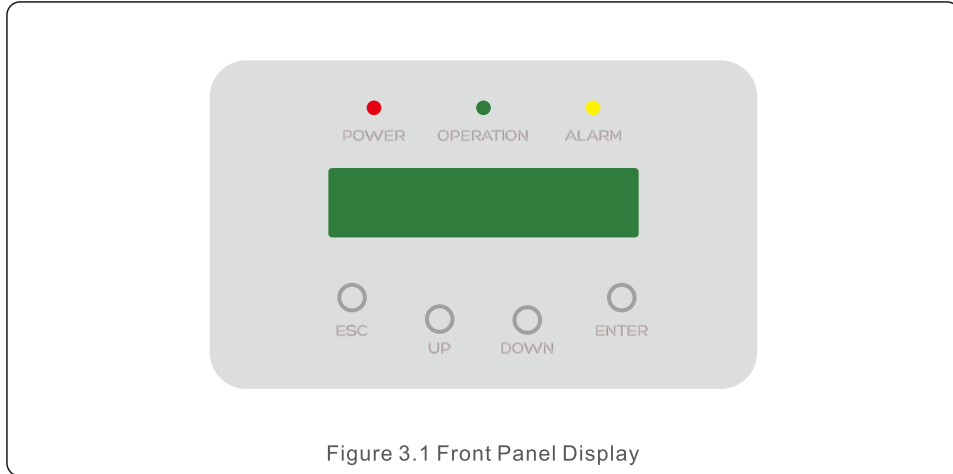 POWER OPERATION ALARM
ESC UP DOWN ENTER
Figure 3.1 Front Panel Display